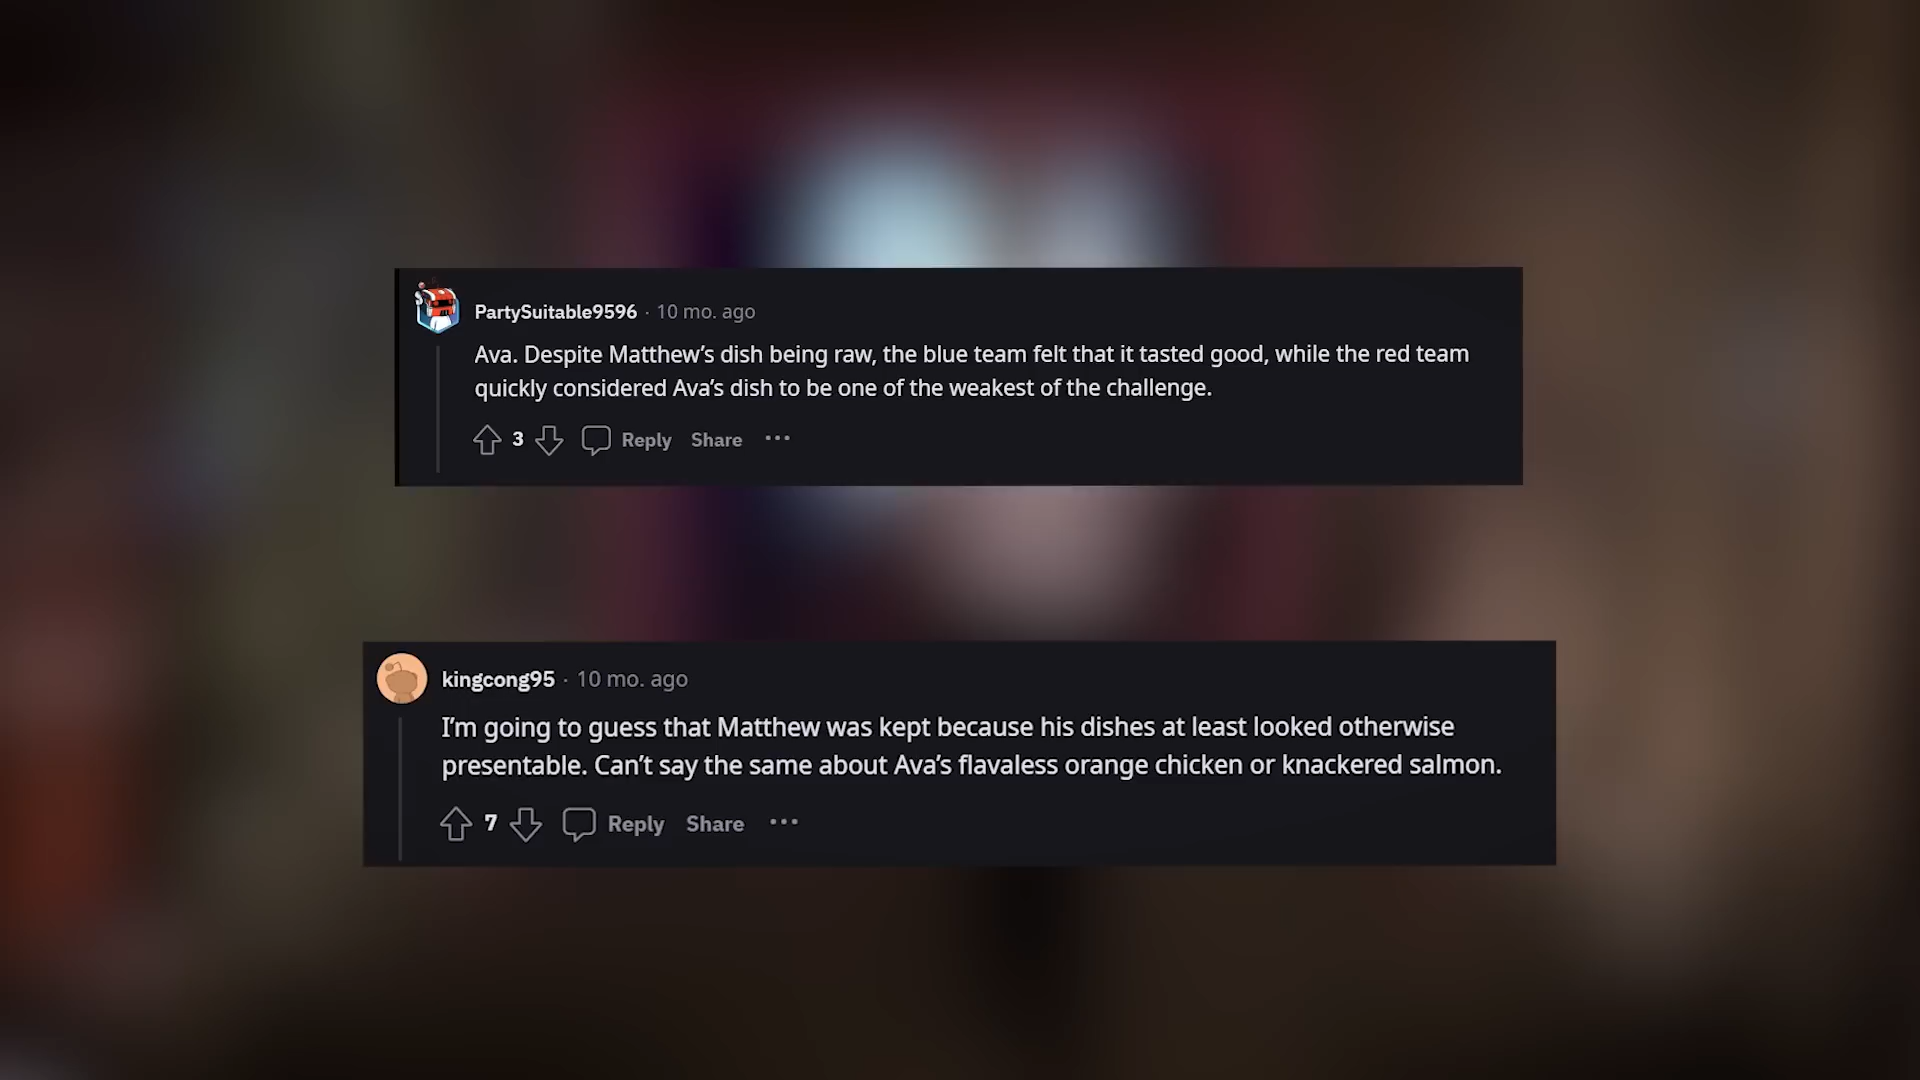 PartySuitable9596 · 10 mo. ago
Ava. Despite Matthew’s dish being raw, the blue team felt that it tasted good, while the red team
quickly considered Ava’s dish to be one of the weakest of the challenge.
3 Reply Share ···
kingcong95 · 10 mo. ago
I’m going to guess that Matthew was kept because his dishes at least looked otherwise
presentable. Can’t say the same about Ava’s flavaless orange chicken or knackered salmon.
7 Reply Share ···